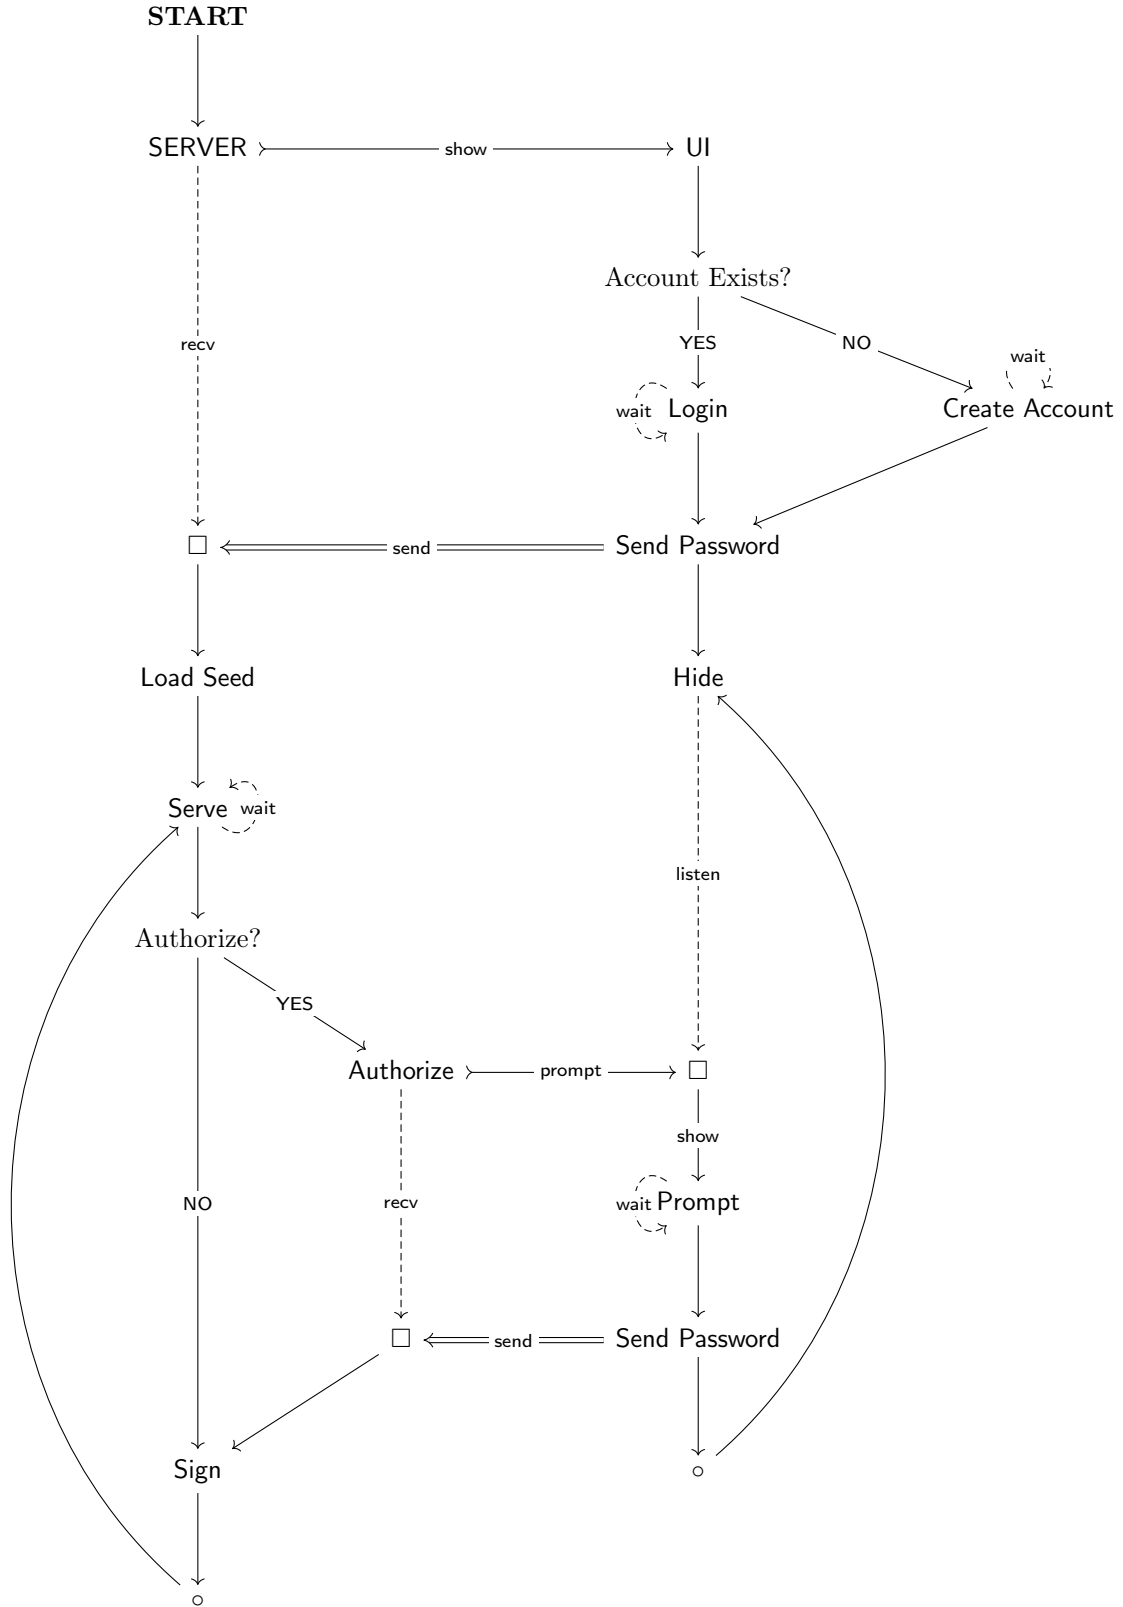 START
SERVER
show
UI
Account Exists?
recv
YES
NO
wait
wait
Login
Create Account
send
Send Password
Load Seed
Hide
Serve
wait
listen
Authorize?
YES
Authorize
prompt
show
NO
recv
wait
Prompt
send
Send Password
Sign